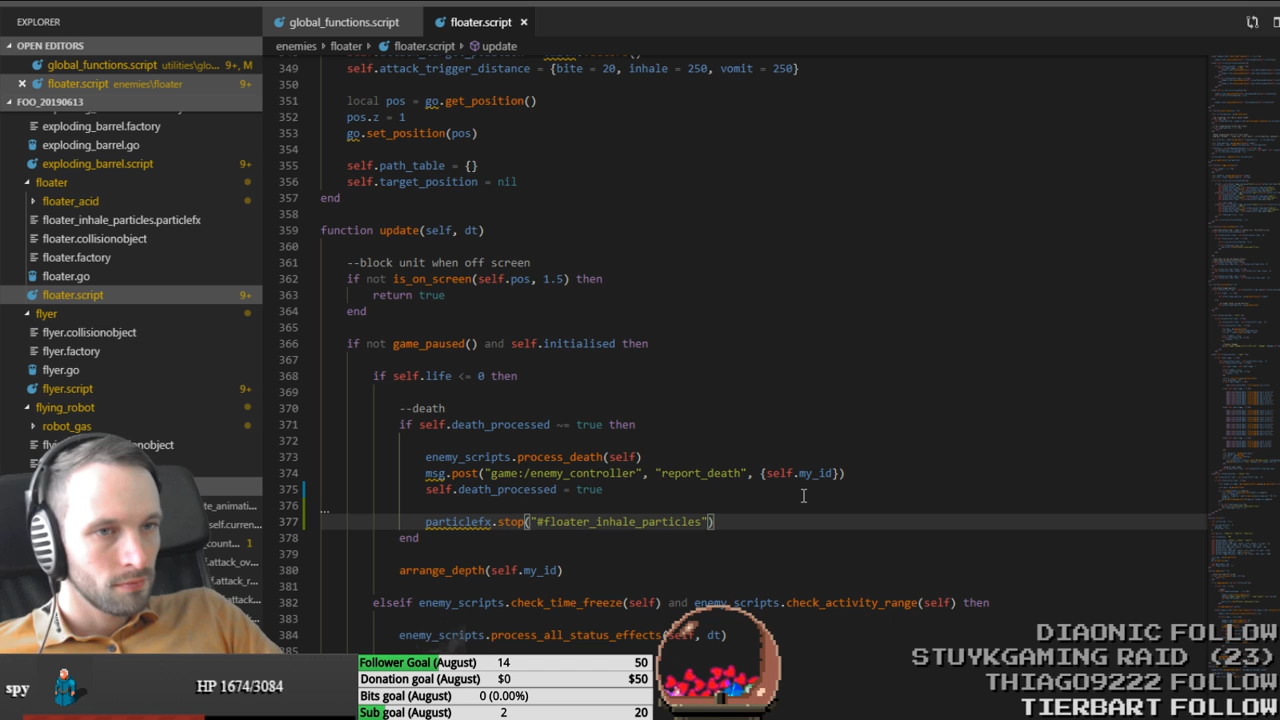 EXPLORER
OPEN EDITORS
global_functions.script utilities\glo... 9+, M
floater.script enemies\floater 9+
FOO_20190613
exploding_barrel.factory
exploding_barrel.go
exploding_barrel.script 9+
floater
floater_acid
floater_inhale_particles.particlefx
floater.collisionobject
floater.factory
floater.go
floater.script 9+
flyer
flyer.collisionobject
flyer.factory
flyer.go
flyer.script 9+
flying_robot
robot_gas
te_animati...
self.curren...
_count... 1
.attack_ov...
attack_r...
attack...
global_functions.script
floater.script
enemies › floater › floater.script › update
349 self.attack_trigger_distance = {bite = 20, inhale = 250, vomit = 250}
350
351 local pos = go.get_position()
352 pos.z = 1
353 go.set_position(pos)
354
355 self.path_table = {}
356 self.target_position = nil
357 end
358
359 function update(self, dt)
360
361 --block unit when off screen
362 if not is_on_screen(self.pos, 1.5) then
363 return true
364 end
365
366 if not game_paused() and self.initialised then
367
368 if self.life <= 0 then
369
370 --death
371 if self.death_processed ~= true then
372
373 enemy_scripts.process_death(self)
374 msg.post("game:/enemy_controller", "report_death", {self.my_id})
375 self.death_processed = true
376
377 particlefx.stop("#floater_inhale_particles")
378 end
379
380 arrange_depth(self.my_id)
381
382 elseif enemy_scripts.check_time_freeze(self) and enemy_scripts.check_activity_range(self) then
383
384 enemy_scripts.process_all_status_effects(self, dt)
385
spy HP 1674/3084
Follower Goal (August) 14 50
Donation goal (August) $0 $50
Bits goal (August) 0 (0.00%)
Sub goal (August) 2 20
DIAONIC FOLLOW
STUYKGAMING RAID (23)
FOLLOW
TIERBART FOLLOW